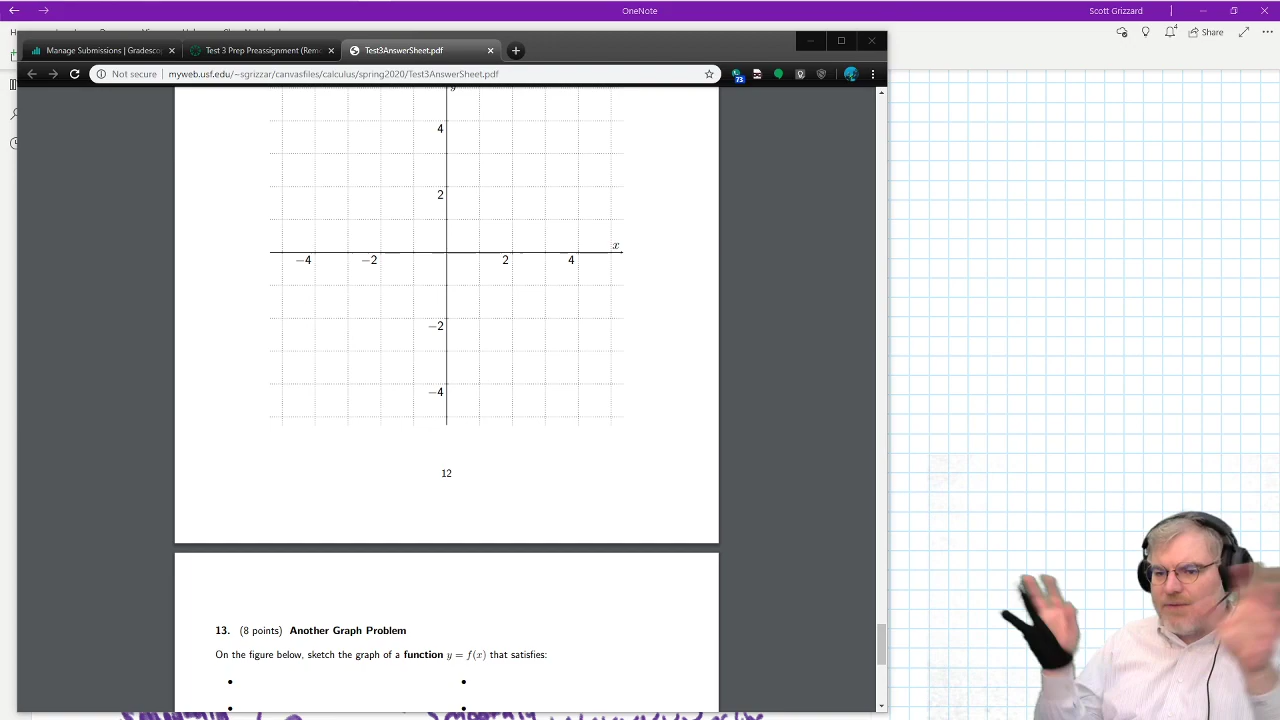 OneNote
Scott Grizzard
Share
Manage Submissions | Gradesco
Test 3 Prep Preassignment (Rem
Test3AnswerSheet.pdf
Not secure | myweb.usf.edu/~sgrizzar/canvasfiles/calculus/spring2020/Test3AnswerSheet.pdf
73
y
4
2
x
−4 −2 2 4
−2
−4
12
13. (8 points) Another Graph Problem
On the figure below, sketch the graph of a function y = f(x) that satisfies: